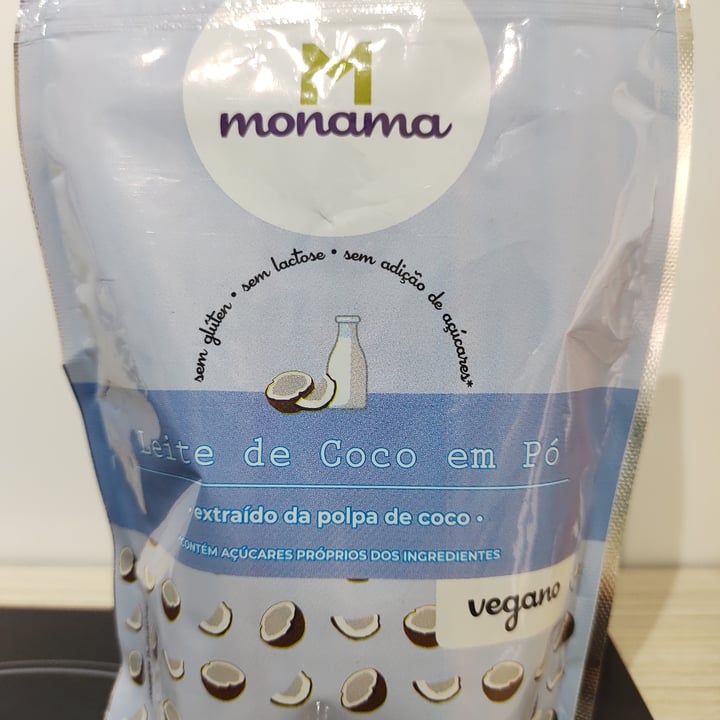 M
monama
sem glúten • sem lactose • sem adição de açúcares*
Leite de Coco em Pó
• extraído da polpa de coco •
*CONTÉM AÇÚCARES PRÓPRIOS DOS INGREDIENTES
vegano